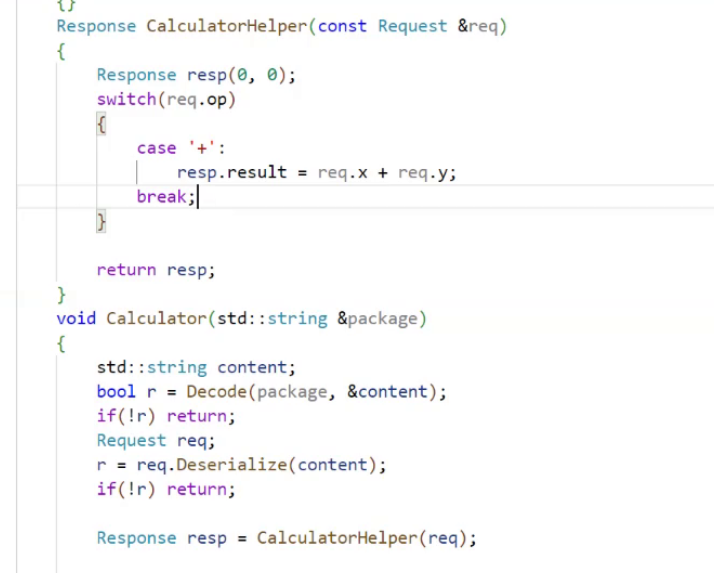 {}
Response CalculatorHelper(const Request &req)
{
    Response resp(0, 0);
    switch(req.op)
    {
        case '+':
            resp.result = req.x + req.y;
        break;
    }

    return resp;
}
void Calculator(std::string &package)
{
    std::string content;
    bool r = Decode(package, &content);
    if(!r) return;
    Request req;
    r = req.Deserialize(content);
    if(!r) return;

    Response resp = CalculatorHelper(req);